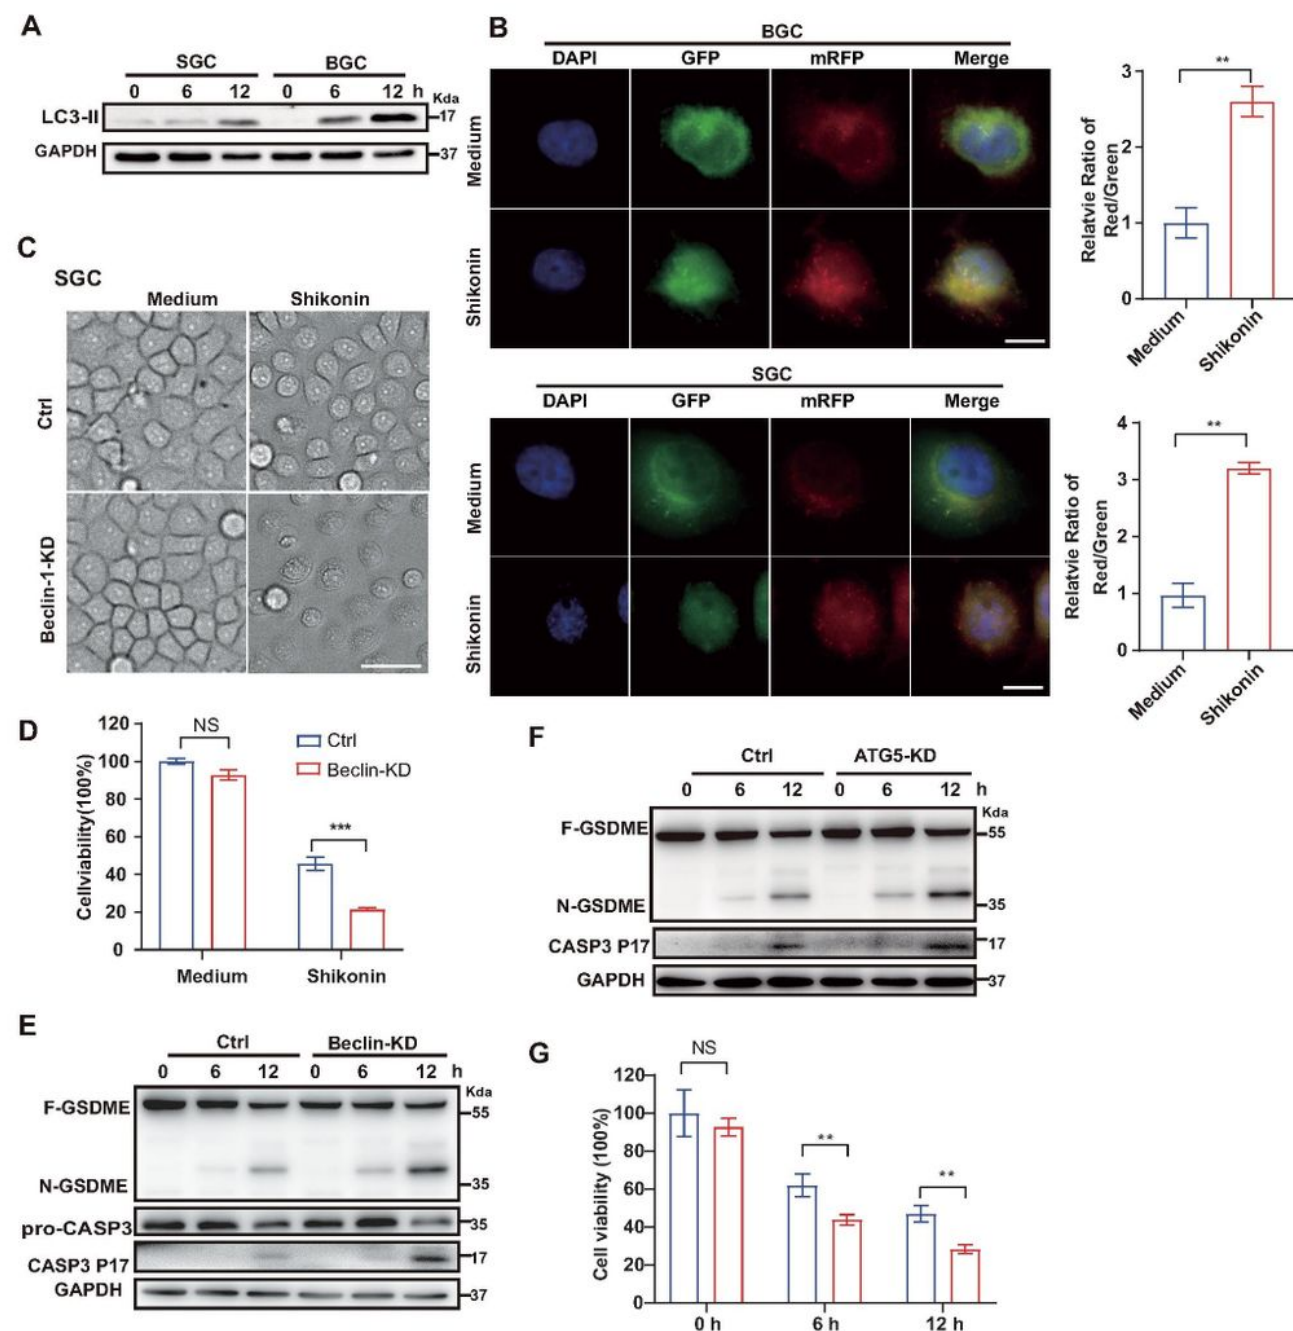 A
SGC BGC
0 6 12 0 6 12 h
Kda
LC3-II 17
GAPDH 37
B
BGC
DAPI GFP mRFP Merge
Medium
Shikonin
Relatvie Ratio of
Red/Green
3
2
1
0
**
Medium
Shikonin
SGC
DAPI GFP mRFP Merge
Medium
Shikonin
Relatvie Ratio of
Red/Green
4
3
2
1
0
**
Medium
Shikonin
C
SGC
Medium Shikonin
Ctrl
Beclin-1-KD
D
Cellviability(100%)
120
100
80
60
40
20
0
NS
***
Ctrl
Beclin-KD
Medium Shikonin
E
Ctrl Beclin-KD
0 6 12 0 6 12 h
Kda
F-GSDME 55
N-GSDME 35
pro-CASP3 35
CASP3 P17 17
GAPDH 37
F
Ctrl ATG5-KD
0 6 12 0 6 12 h
Kda
F-GSDME 55
N-GSDME 35
CASP3 P17 17
GAPDH 37
G
Cell viability (100%)
120
100
80
60
40
20
0
NS
**
**
0 h 6 h 12 h